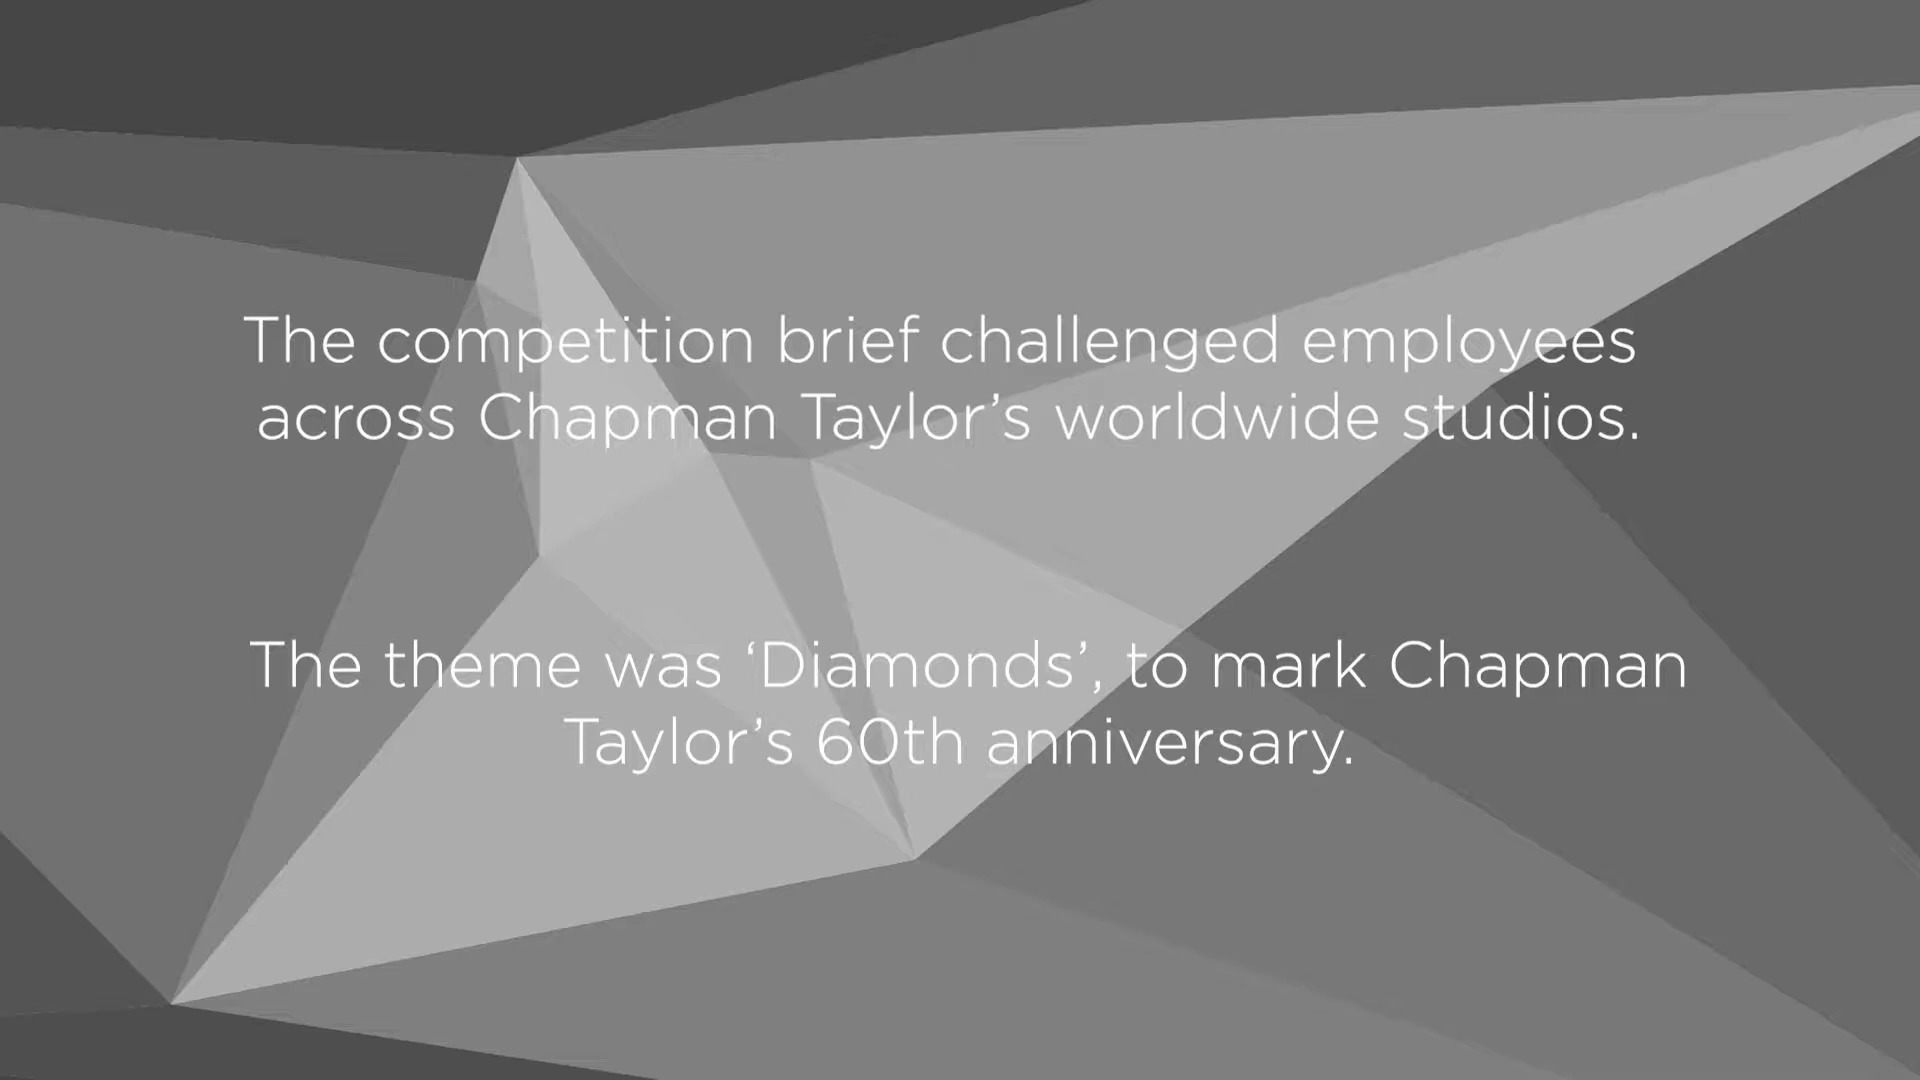 The competition brief challenged employees
across Chapman Taylor’s worldwide studios.
The theme was ‘Diamonds’, to mark Chapman
Taylor’s 60th anniversary.